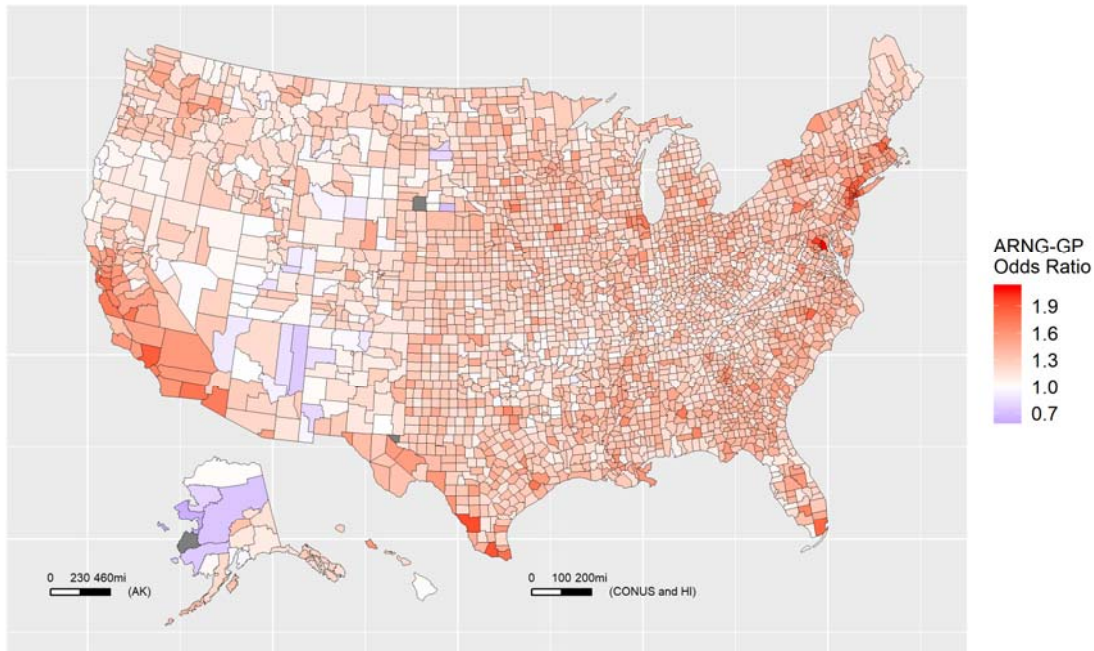 ARNG-GP
Odds Ratio
1.9
1.6
1.3
1.0
0.7
0 230 460mi
(AK)
0 100 200mi
(CONUS and HI)